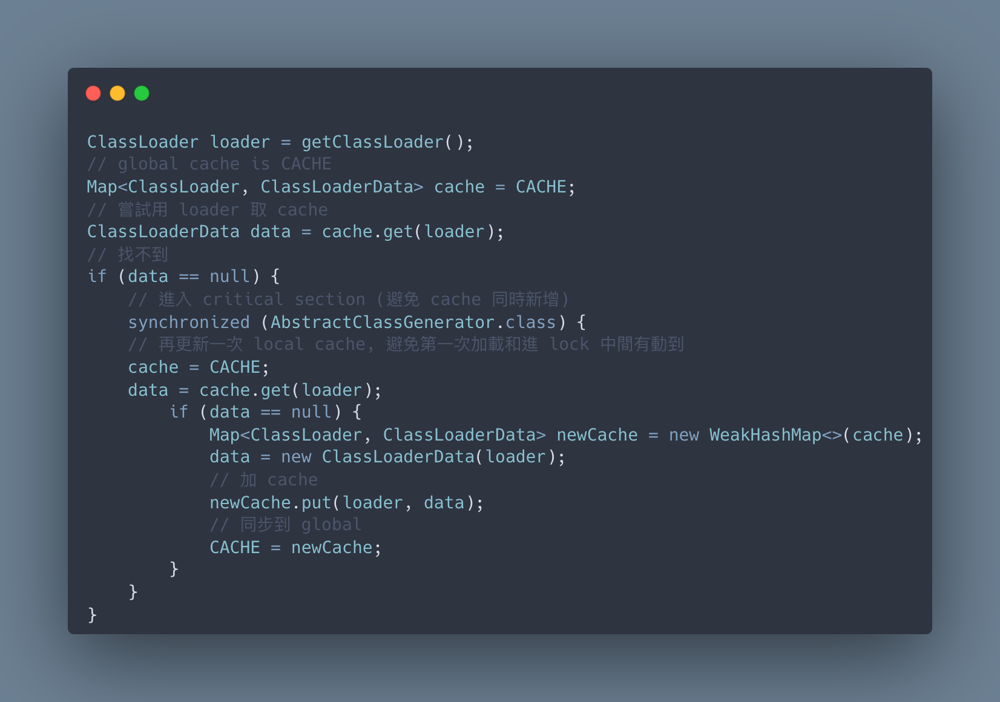 ClassLoader loader = getClassLoader();
// global cache is CACHE
Map<ClassLoader, ClassLoaderData> cache = CACHE;
// 嘗試用 loader 取 cache
ClassLoaderData data = cache.get(loader);
// 找不到
if (data == null) {
    // 進入 critical section (避免 cache 同時新增)
    synchronized (AbstractClassGenerator.class) {
    // 再更新一次 local cache, 避免第一次加載和進 lock 中間有動到
    cache = CACHE;
    data = cache.get(loader);
        if (data == null) {
            Map<ClassLoader, ClassLoaderData> newCache = new WeakHashMap<>(cache);
            data = new ClassLoaderData(loader);
            // 加 cache
            newCache.put(loader, data);
            // 同步到 global
            CACHE = newCache;
        }
    }
}